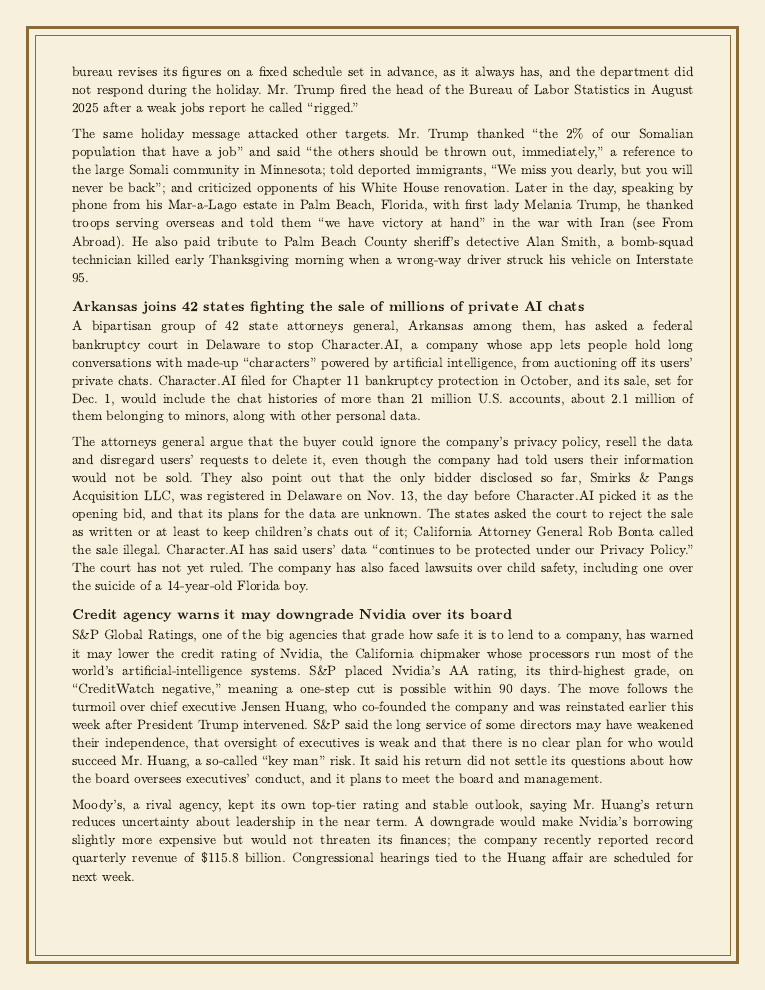 bureau revises its figures on a fixed schedule set in advance, as it always has, and the department did
not respond during the holiday. Mr. Trump fired the head of the Bureau of Labor Statistics in August
2025 after a weak jobs report he called “rigged.”
The same holiday message attacked other targets. Mr. Trump thanked “the 2% of our Somalian
population that have a job” and said “the others should be thrown out, immediately,” a reference to
the large Somali community in Minnesota; told deported immigrants, “We miss you dearly, but you will
never be back”; and criticized opponents of his White House renovation. Later in the day, speaking by
phone from his Mar-a-Lago estate in Palm Beach, Florida, with first lady Melania Trump, he thanked
troops serving overseas and told them “we have victory at hand” in the war with Iran (see From
Abroad). He also paid tribute to Palm Beach County sheriff’s detective Alan Smith, a bomb-squad
technician killed early Thanksgiving morning when a wrong-way driver struck his vehicle on Interstate
95.
Arkansas joins 42 states fighting the sale of millions of private AI chats
A bipartisan group of 42 state attorneys general, Arkansas among them, has asked a federal
bankruptcy court in Delaware to stop Character.AI, a company whose app lets people hold long
conversations with made-up “characters” powered by artificial intelligence, from auctioning off its users’
private chats. Character.AI filed for Chapter 11 bankruptcy protection in October, and its sale, set for
Dec. 1, would include the chat histories of more than 21 million U.S. accounts, about 2.1 million of
them belonging to minors, along with other personal data.
The attorneys general argue that the buyer could ignore the company’s privacy policy, resell the data
and disregard users’ requests to delete it, even though the company had told users their information
would not be sold. They also point out that the only bidder disclosed so far, Smirks & Pangs
Acquisition LLC, was registered in Delaware on Nov. 13, the day before Character.AI picked it as the
opening bid, and that its plans for the data are unknown. The states asked the court to reject the sale
as written or at least to keep children’s chats out of it; California Attorney General Rob Bonta called
the sale illegal. Character.AI has said users’ data “continues to be protected under our Privacy Policy.”
The court has not yet ruled. The company has also faced lawsuits over child safety, including one over
the suicide of a 14-year-old Florida boy.
Credit agency warns it may downgrade Nvidia over its board
S&P Global Ratings, one of the big agencies that grade how safe it is to lend to a company, has warned
it may lower the credit rating of Nvidia, the California chipmaker whose processors run most of the
world’s artificial-intelligence systems. S&P placed Nvidia’s AA rating, its third-highest grade, on
“CreditWatch negative,” meaning a one-step cut is possible within 90 days. The move follows the
turmoil over chief executive Jensen Huang, who co-founded the company and was reinstated earlier this
week after President Trump intervened. S&P said the long service of some directors may have weakened
their independence, that oversight of executives is weak and that there is no clear plan for who would
succeed Mr. Huang, a so-called “key man” risk. It said his return did not settle its questions about how
the board oversees executives’ conduct, and it plans to meet the board and management.
Moody’s, a rival agency, kept its own top-tier rating and stable outlook, saying Mr. Huang’s return
reduces uncertainty about leadership in the near term. A downgrade would make Nvidia’s borrowing
slightly more expensive but would not threaten its finances; the company recently reported record
quarterly revenue of $115.8 billion. Congressional hearings tied to the Huang affair are scheduled for
next week.